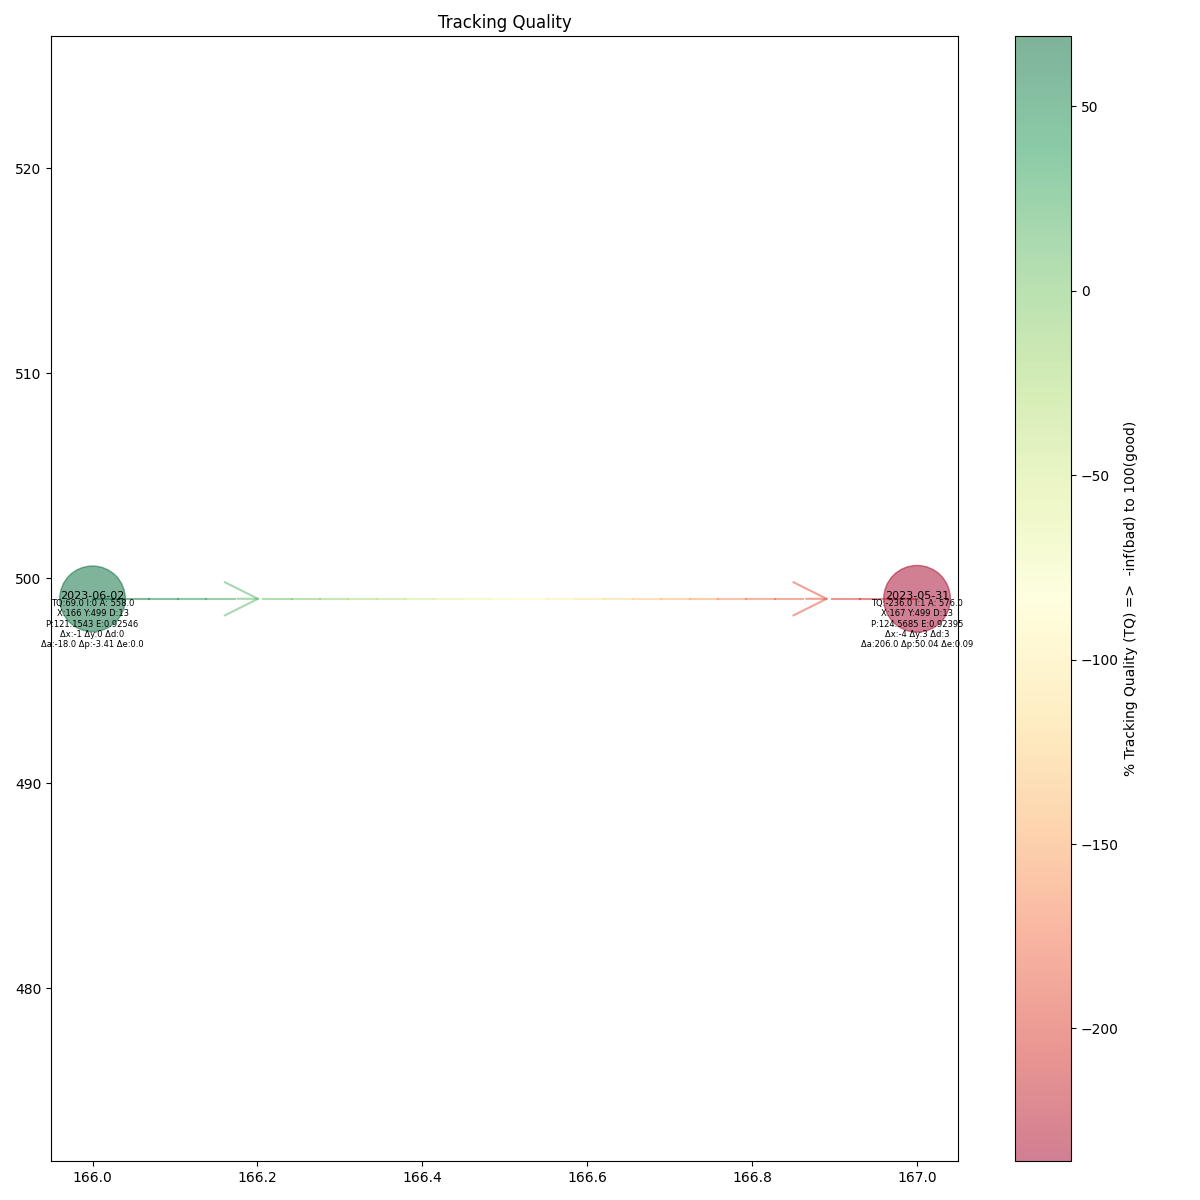 Tracking Quality
520
510
500
490
480
2023-06-02
TQ:69.0 I:0 A: 558.0
X:166 Y:499 D:13
P:121.1543 E:0.92546
Δx:-1 Δy:0 Δd:0
Δa:-18.0 Δp:-3.41 Δe:0.0
2023-05-31
TQ:-236.0 I:1 A: 576.0
X:167 Y:499 D:13
P:124.5685 E:0.92395
Δx:-4 Δy:3 Δd:3
Δa:206.0 Δp:50.04 Δe:0.09
166.0
166.2
166.4
166.6
166.8
167.0
50
0
−50
−100
−150
−200
% Tracking Quality (TQ) => -inf(bad) to 100(good)